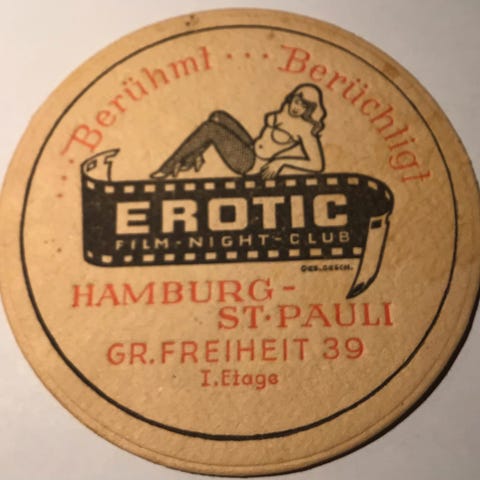 ...Berühmt...Berüchtigt
EROTIC
FILM-NIGHT-CLUB
GES.GESCH.
HAMBURG-
ST.PAULI
GR.FREIHEIT 39
I.Etage